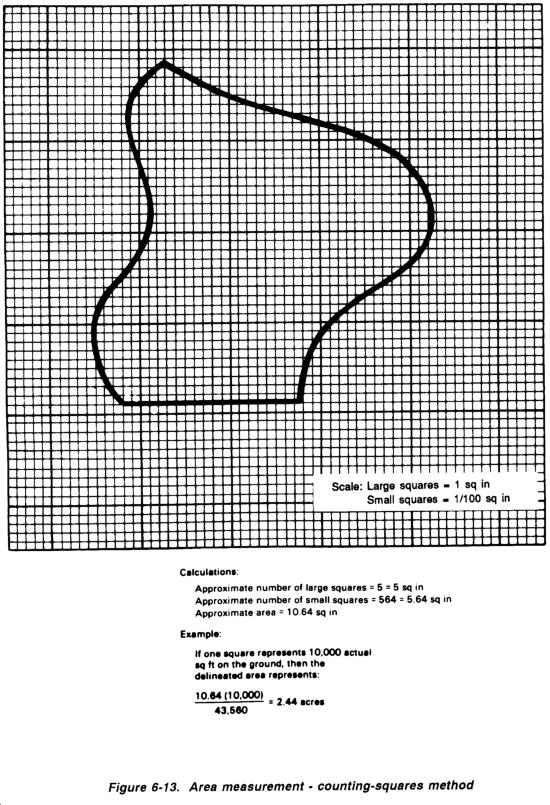 Scale: Large squares = 1 sq in
Small squares = 1/100 sq in
Calculations:
Approximate number of large squares = 5 = 5 sq in
Approximate number of small squares = 564 = 5.64 sq in
Approximate area = 10.64 sq in
Example:
If one square represents 10,000 actual
sq ft on the ground, then the
delineated area represents:
10.64 (10,000)
43,560
= 2.44 acres
Figure 6-13. Area measurement - counting-squares method